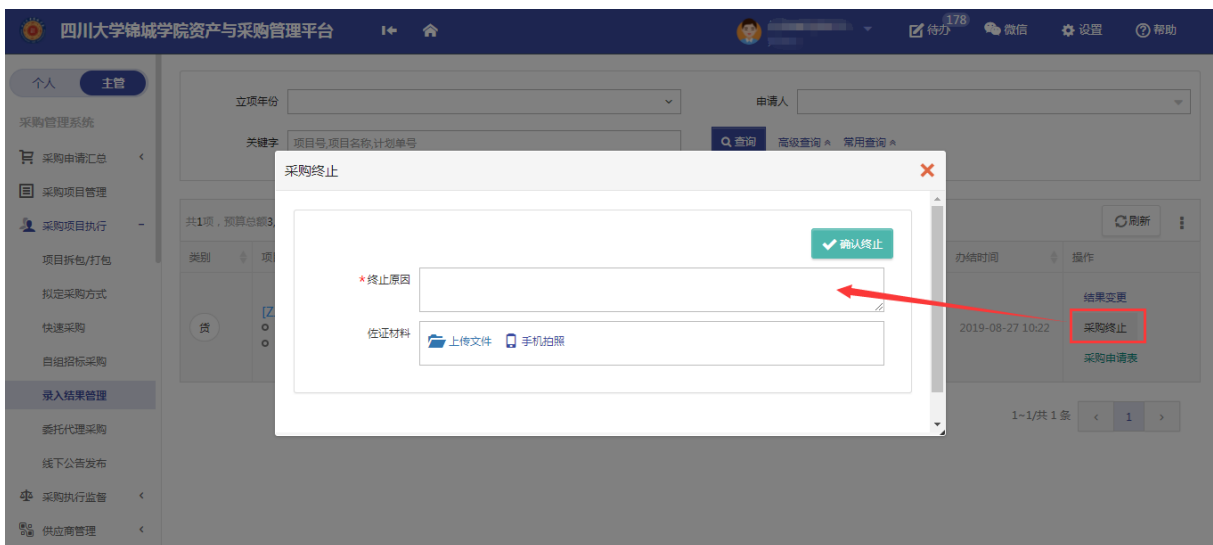 四川大学锦城学院资产与采购管理平台
待办 178 微信 设置 帮助
个人 主管
采购管理系统
采购申请汇总
采购项目管理
采购项目执行
项目拆包/打包
拟定采购方式
快速采购
自组招标采购
录入结果管理
委托代理采购
线下公告发布
采购执行监督
供应商管理
立项年份 申请人
关键字 项目号,项目名称,计划单号 查询 高级查询 常用查询
共1项，预算总额3, 刷新
类别 项 办结时间 操作
货 [Z 2019-08-27 10:22
结果变更
采购终止
采购申请表
1~1/共 1 条 < 1 >
采购终止
确认终止
*终止原因
佐证材料 上传文件 手机拍照